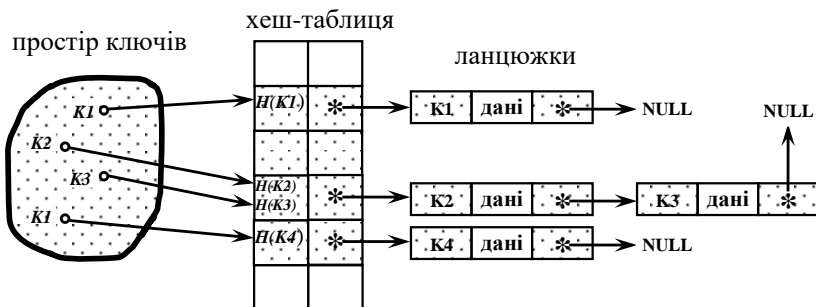 хеш-таблиця
простір ключів
ланцюжки
K1 H(K1) * K1 дані * NULL NULL
K2
K3 H(K2)
H(K3) * K2 дані * K3 дані *
K1 H(K4) * K4 дані * NULL